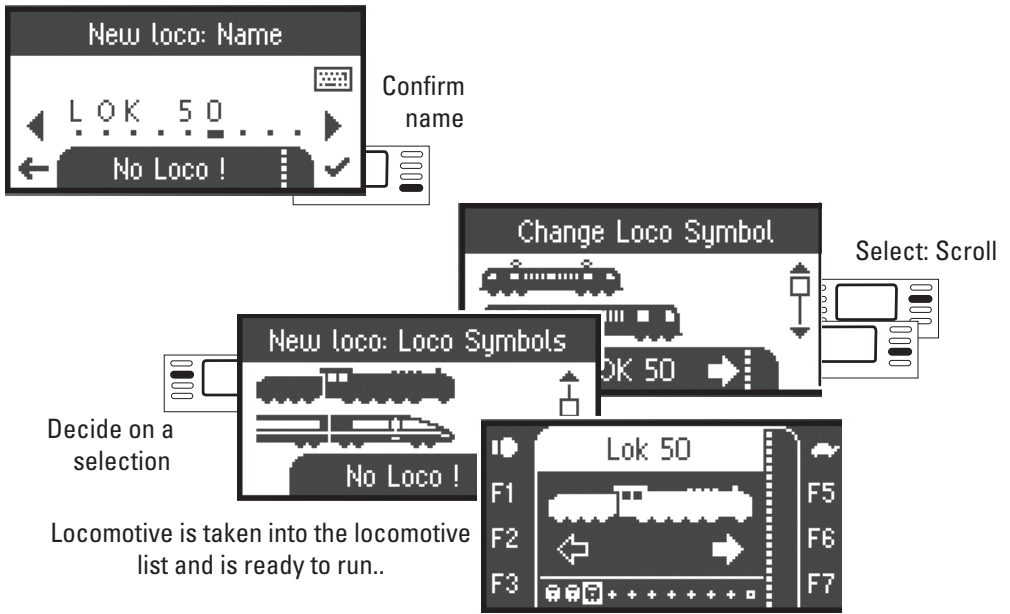 New loco: Name
LOK 50
No Loco !
Confirm
name
Change Loco Symbol
OK 50
Select: Scroll
New loco: Loco Symbols
No Loco !
Decide on a
selection
Lok 50
F1
F2
F3
F5
F6
F7
Locomotive is taken into the locomotive
list and is ready to run..